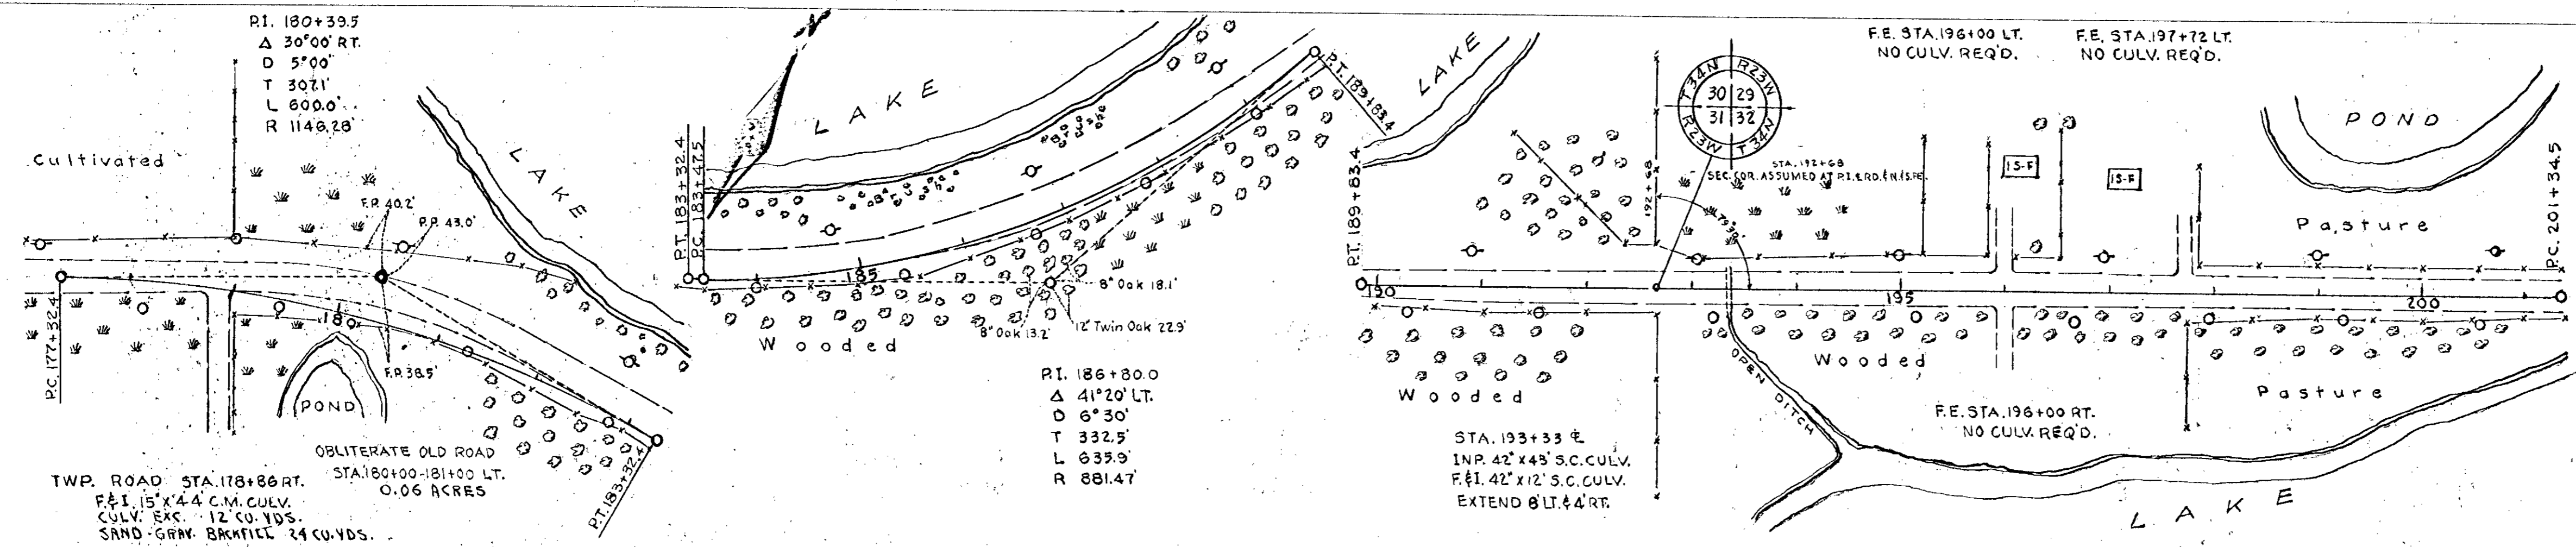 P.I. 180+39.5
Δ 30°00' RT.
D 5°00'
T 307.1'
L 600.0'
R 1146.28'
Cultivated
F.P. 40.2'
P.P. 43.0'
LAKE
P.C. 177+32.4
180
F.P. 38.5'
POND
OBLITERATE OLD ROAD
STA. 180+00-181+00 LT.
0.06 ACRES
TWP. ROAD STA. 178+86 RT.
F.&I. 15"x44' C.M. CULV.
CULV. EXC. 12 CU. YDS.
SAND-GRAV. BACKFILL 24 CU. YDS.
P.T. 183+32.4
N
LAKE
P.T. 183+32.4
P.C. 183+47.5
185
8" Oak 18.1'
8" Oak 13.2'
12" Twin Oak 22.9'
Wooded
P.T. 189+83.4
P.I. 186+80.0
Δ 41°20' LT.
D 6°30'
T 332.5'
L 635.9'
R 881.47'
LAKE
P.T. 189+83.4
190
192+68
T34N R23W
30 29
31 32
R23W T34N
STA. 192+68
SEC. COR. ASSUMED AT P.I. ℄ RD. & N.&S. FE.
79°39'
Wooded
OPEN DITCH
STA. 193+33 ℄
INP. 42"x48' S.C. CULV.
F.&I. 42"x12' S.C. CULV.
EXTEND 8' LT. & 4' RT.
F.E. STA. 196+00 LT.
NO CULV. REQ'D.
F.E. STA. 197+72 LT.
NO CULV. REQ'D.
1S-F
1S-F
POND
Pasture
P.C. 201+34.5
195
200
Wooded
Pasture
F.E. STA. 196+00 RT.
NO CULV. REQ'D.
LAKE